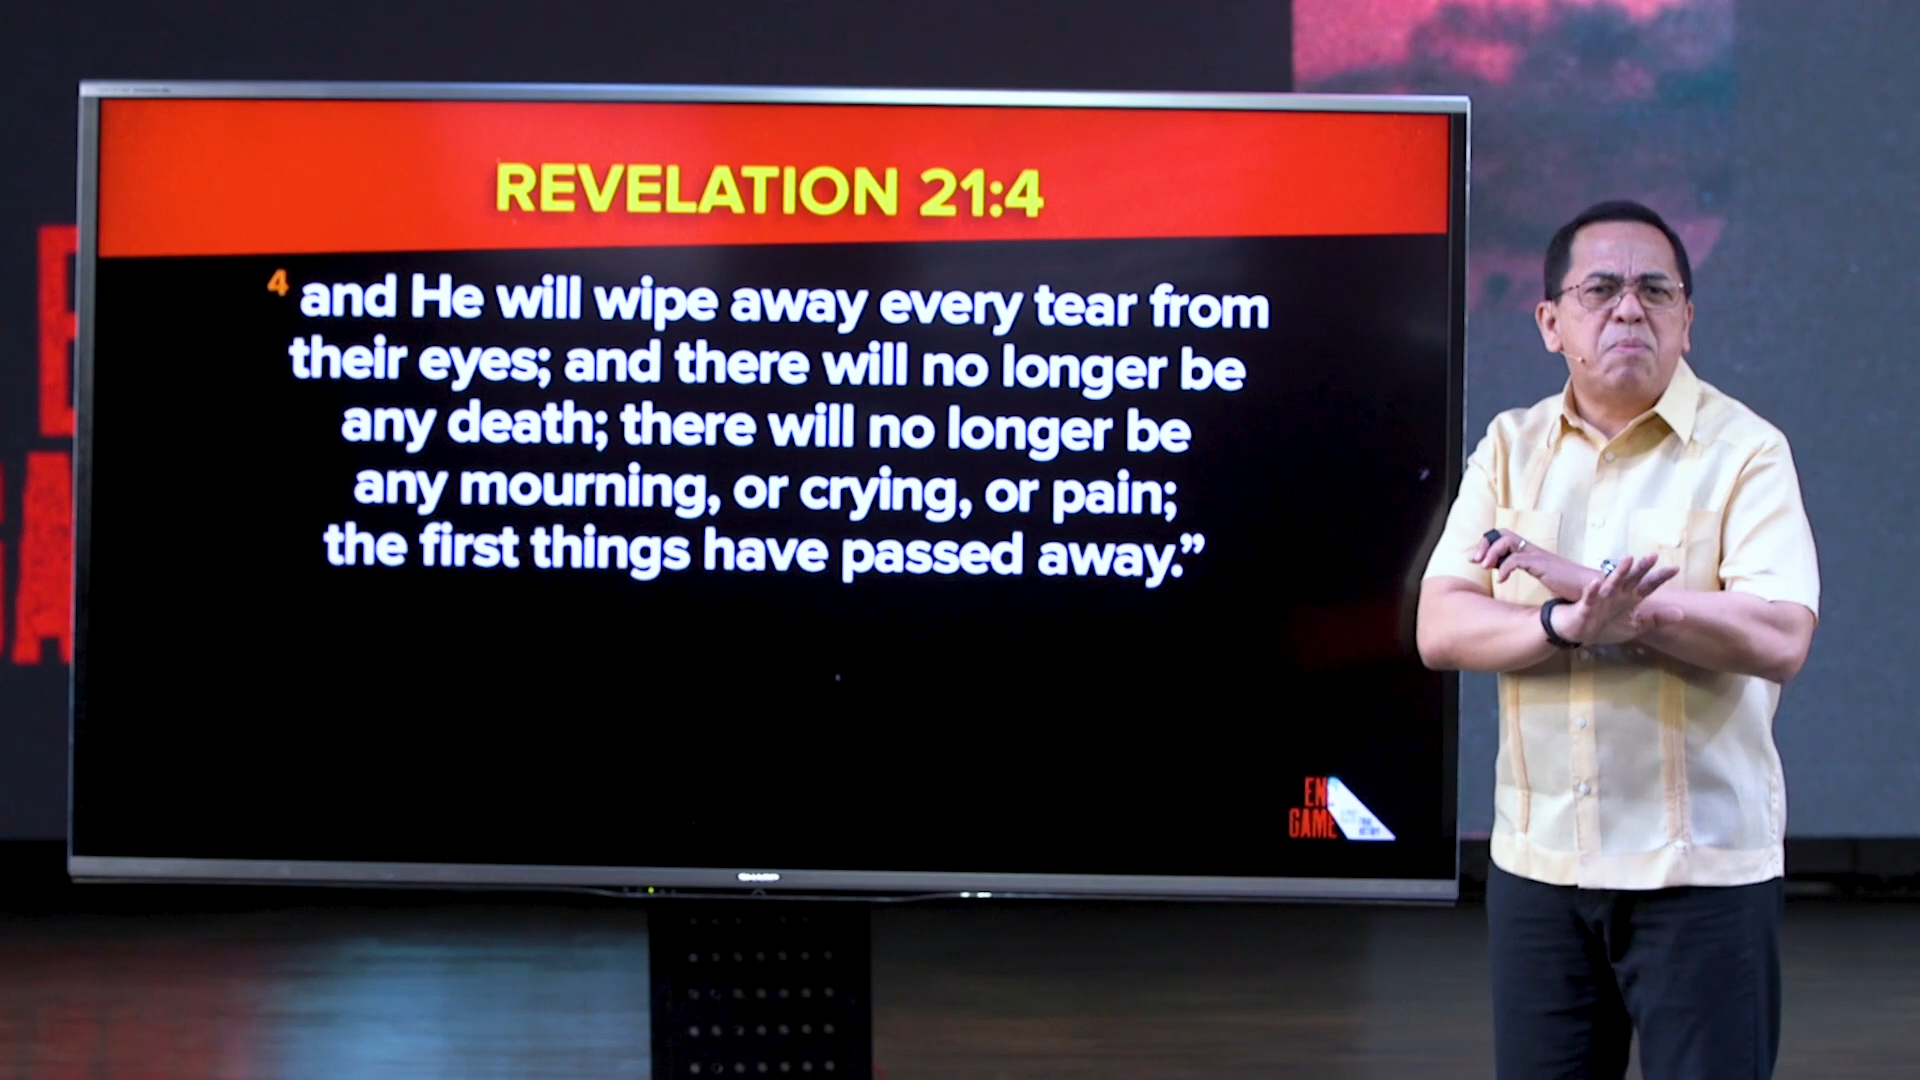 REVELATION 21:4
4 and He will wipe away every tear from
their eyes; and there will no longer be
any death; there will no longer be
any mourning, or crying, or pain;
the first things have passed away.”
GAME
SHARP